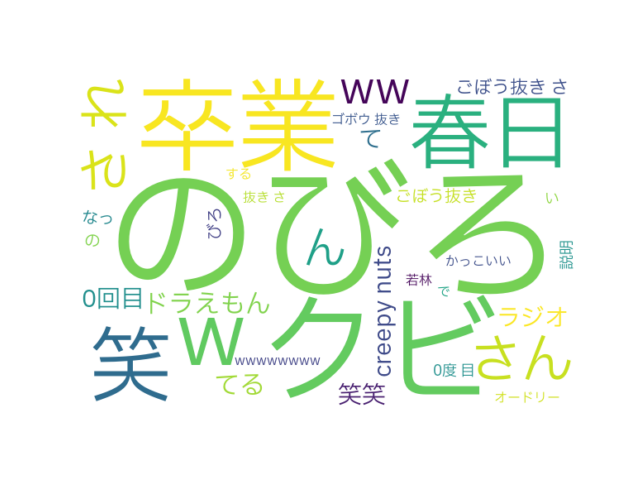 ごぼう抜き さ
ww
卒業
春日
され
ゴボウ 抜き
て
する
のびろ
抜き さ
ごぼう抜き
い
なっ
びろ
の
ん
かっこいい
説明
creepy nuts
若林
で
0回目
ドラえもん
クビ
ラジオ
w
笑
さん
wwwwwwww
0度 目
てる
笑笑
オードリー